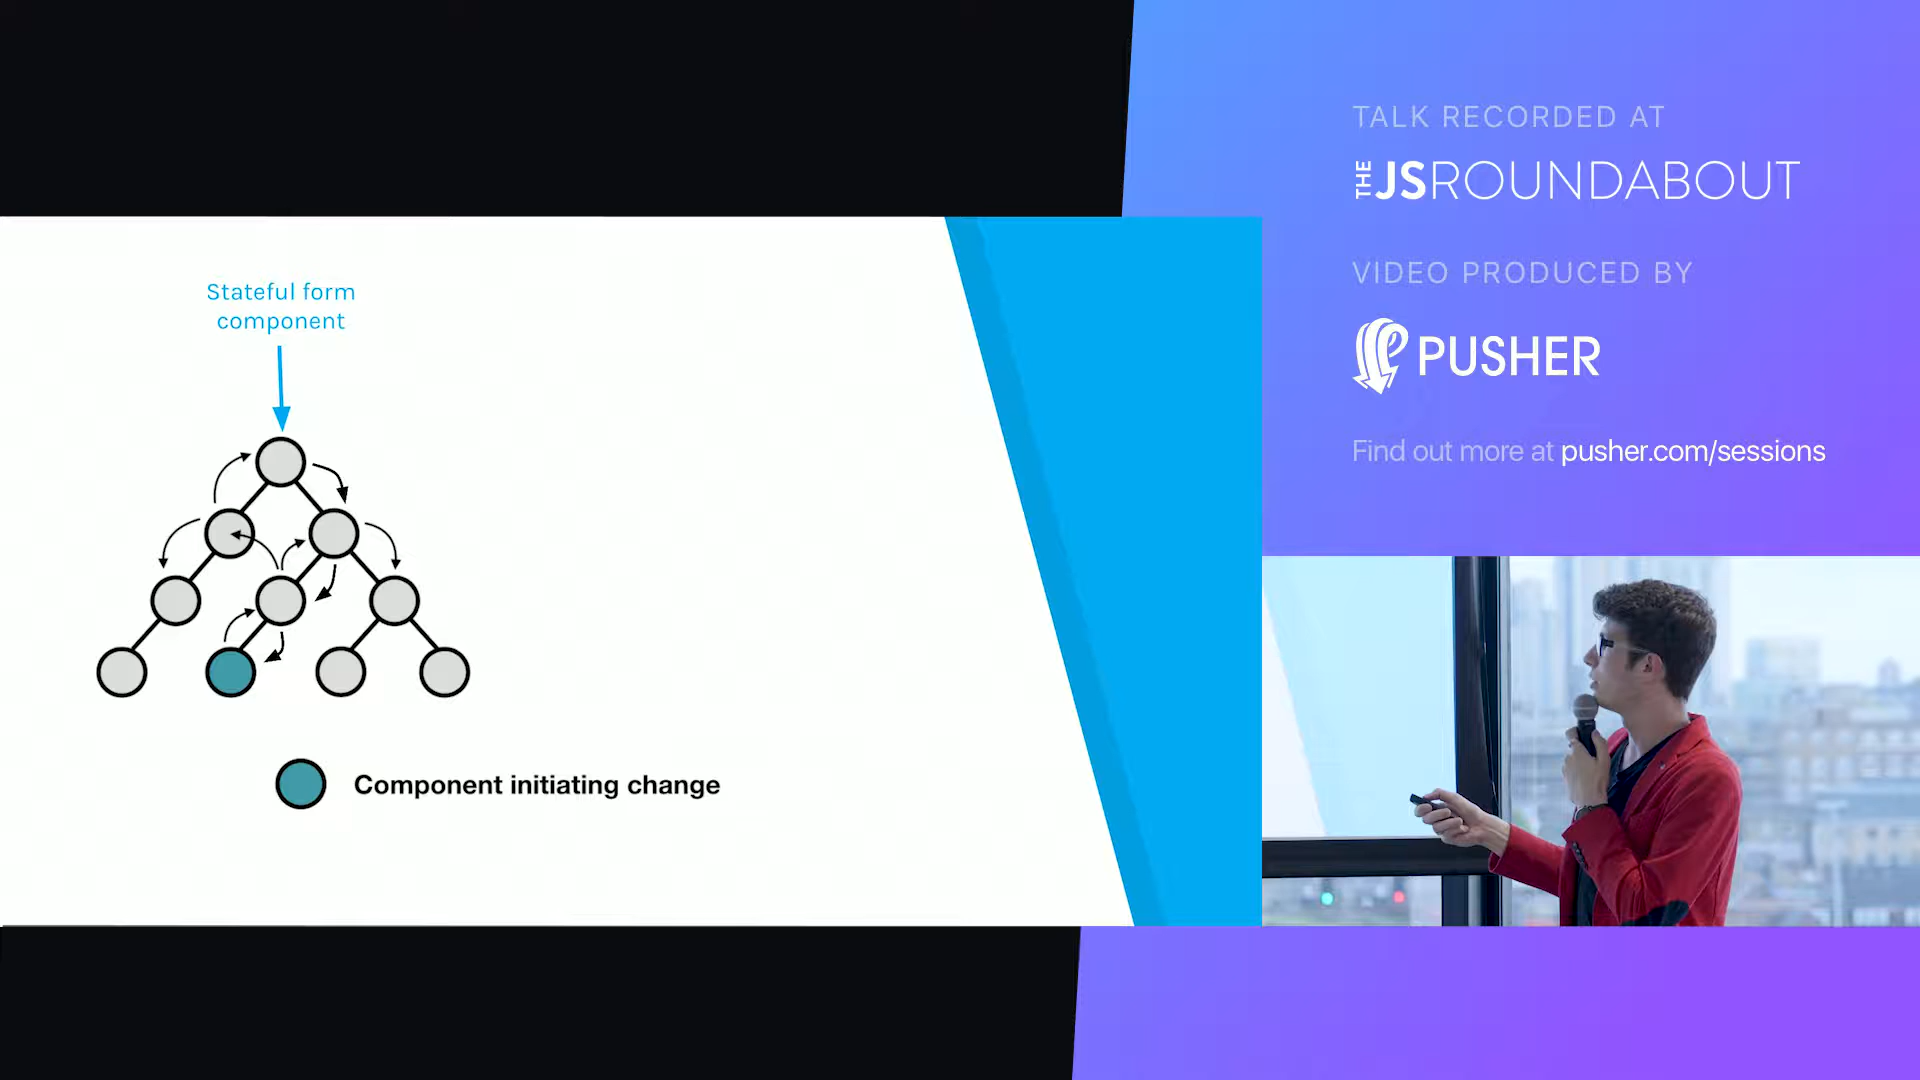 Stateful form
component
Component initiating change
TALK RECORDED AT
THE JSROUNDABOUT
VIDEO PRODUCED BY
PUSHER
Find out more at pusher.com/sessions